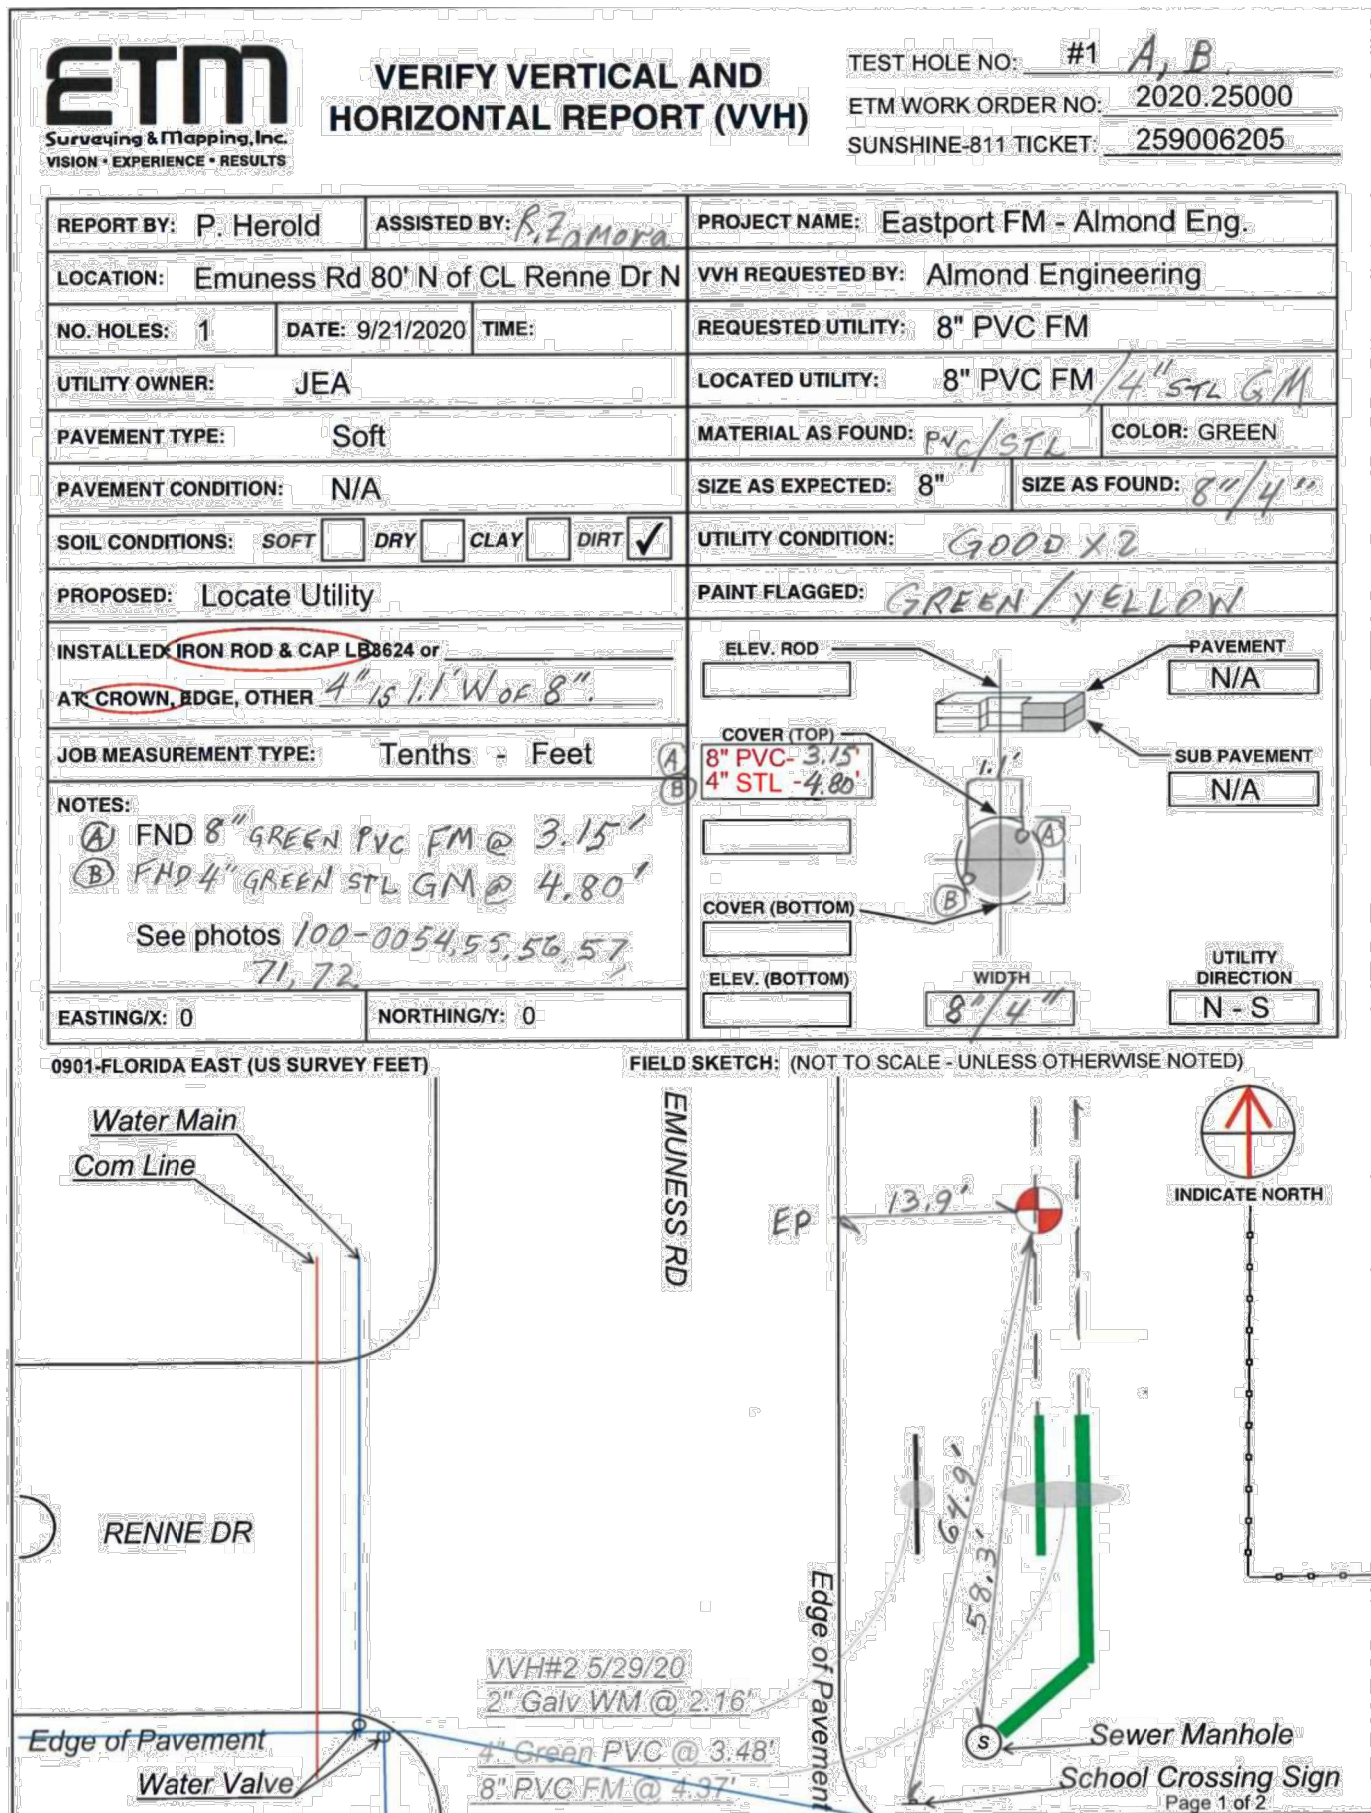 ETM
Surveying & Mapping, Inc.
VISION • EXPERIENCE • RESULTS
VERIFY VERTICAL AND
HORIZONTAL REPORT (VVH)
TEST HOLE NO: #1 A, B
ETM WORK ORDER NO: 2020.25000
SUNSHINE-811 TICKET: 259006205
REPORT BY: P. Herold
ASSISTED BY: R. Zamora
PROJECT NAME: Eastport FM - Almond Eng.
LOCATION: Emuness Rd 80' N of CL Renne Dr N
VVH REQUESTED BY: Almond Engineering
NO. HOLES: 1
DATE: 9/21/2020
TIME:
REQUESTED UTILITY: 8" PVC FM
UTILITY OWNER: JEA
LOCATED UTILITY: 8" PVC FM / 4" STL GM
PAVEMENT TYPE: Soft
MATERIAL AS FOUND: PVC/STL
COLOR: GREEN
PAVEMENT CONDITION: N/A
SIZE AS EXPECTED: 8"
SIZE AS FOUND: 8"/4"
SOIL CONDITIONS: SOFT DRY CLAY DIRT ✓
UTILITY CONDITION: GOOD X 2
PROPOSED: Locate Utility
PAINT FLAGGED: GREEN / YELLOW
INSTALLED: IRON ROD & CAP LB3624 or
AT: CROWN, EDGE, OTHER 4" IS 1.1' W OF 8".
JOB MEASUREMENT TYPE: Tenths - Feet
NOTES:
(A) FND 8" GREEN PVC FM @ 3.15'
(B) FND 4" GREEN STL GM @ 4.80'
See photos 100-0054, 55, 56, 57,
71, 72
EASTING/X: 0
NORTHING/Y: 0
ELEV. ROD
PAVEMENT
N/A
COVER (TOP)
(A) 8" PVC- 3.15'
(B) 4" STL -4.80'
SUB PAVEMENT
N/A
1.1'
A
B
COVER (BOTTOM)
ELEV. (BOTTOM)
WIDTH
8"/4"
UTILITY
DIRECTION
N - S
0901-FLORIDA EAST (US SURVEY FEET)
FIELD SKETCH: (NOT TO SCALE - UNLESS OTHERWISE NOTED)
Water Main
Com Line
EMUNESS RD
EP
13.9'
INDICATE NORTH
RENNE DR
64.9'
58.3'
Edge of Pavement
VVH#2 5/29/20
2" Galv WM @ 2.16'
4" Green PVC @ 3.48'
8" PVC FM @ 4.37'
Edge of Pavement
Water Valve
S
Sewer Manhole
School Crossing Sign
Page 1 of 2